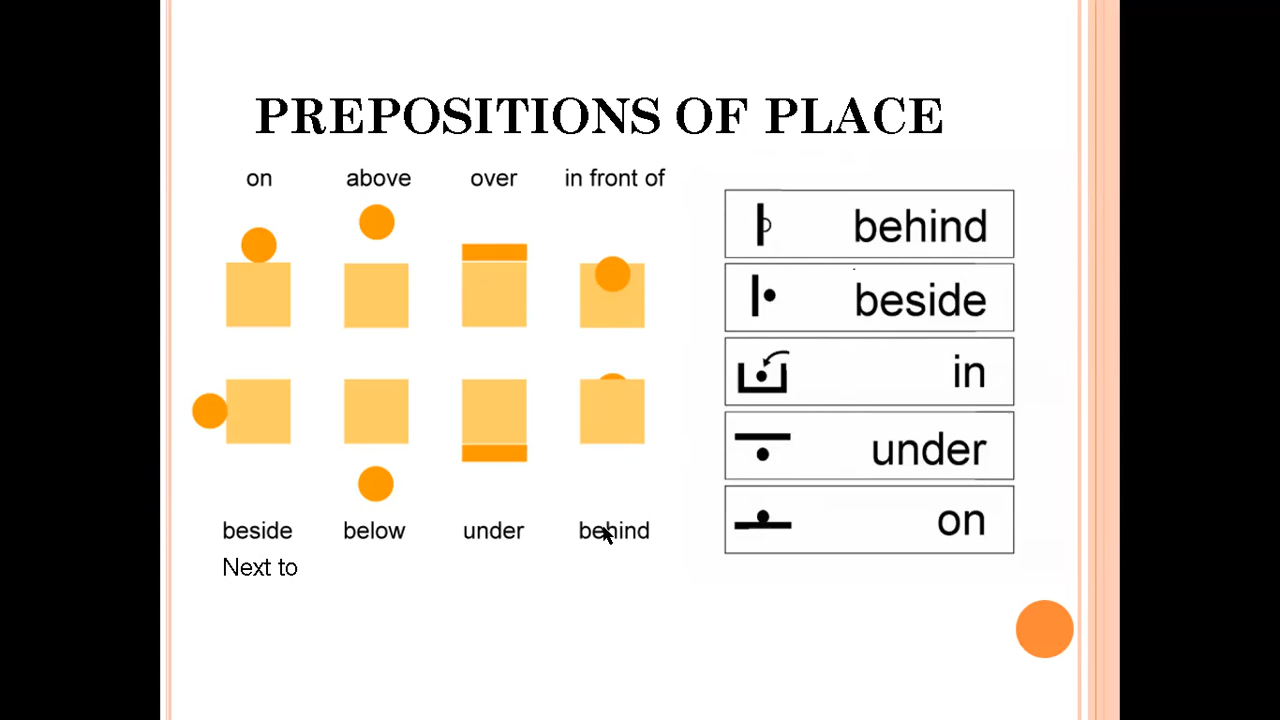 PREPOSITIONS OF PLACE
on above over in front of
beside below under behind
Next to
behind
beside
in
under
on